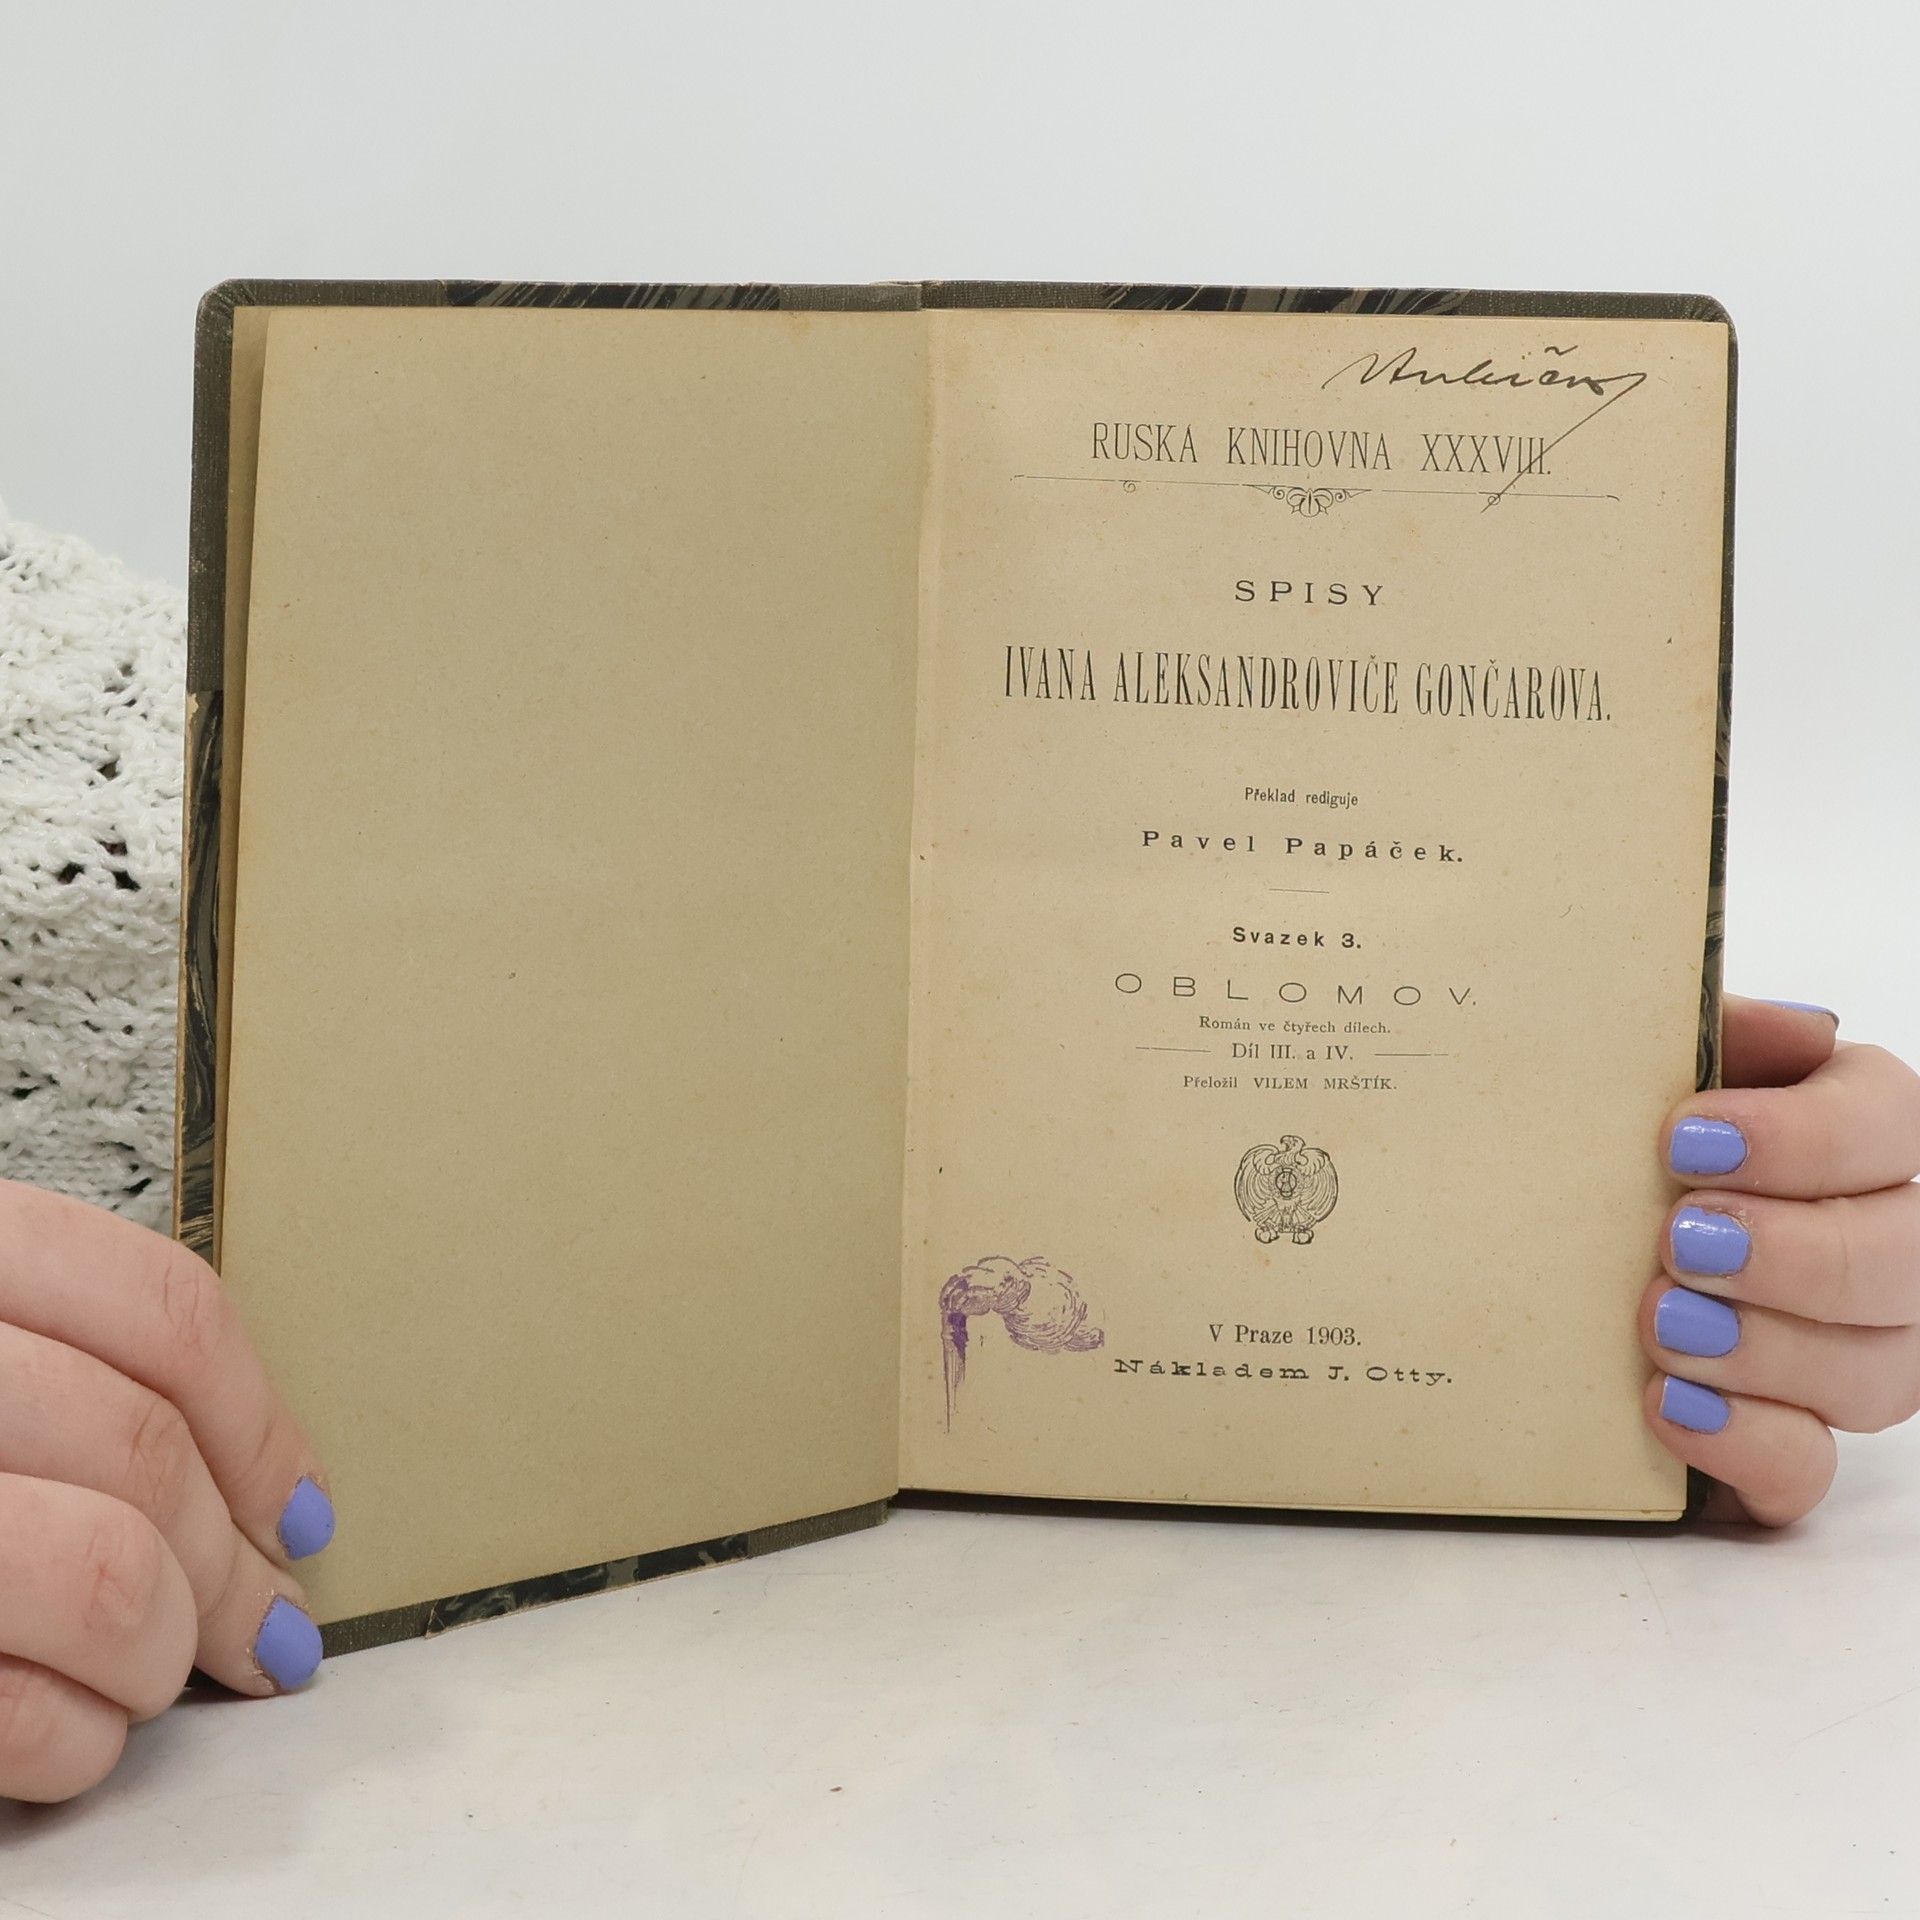 RUSKÁ KNIHOVNA XXXVIII.
SPISY
IVANA ALEKSANDROVIČE GONČAROVA.
Překlad rediguje
Pavel Papáček.
Svazek 3.
OBLOMOV.
Román ve čtyřech dílech.
Díl III. a IV.
Přeložil VILEM MRŠTÍK.
V Praze 1903.
Nákladem J. Otty.